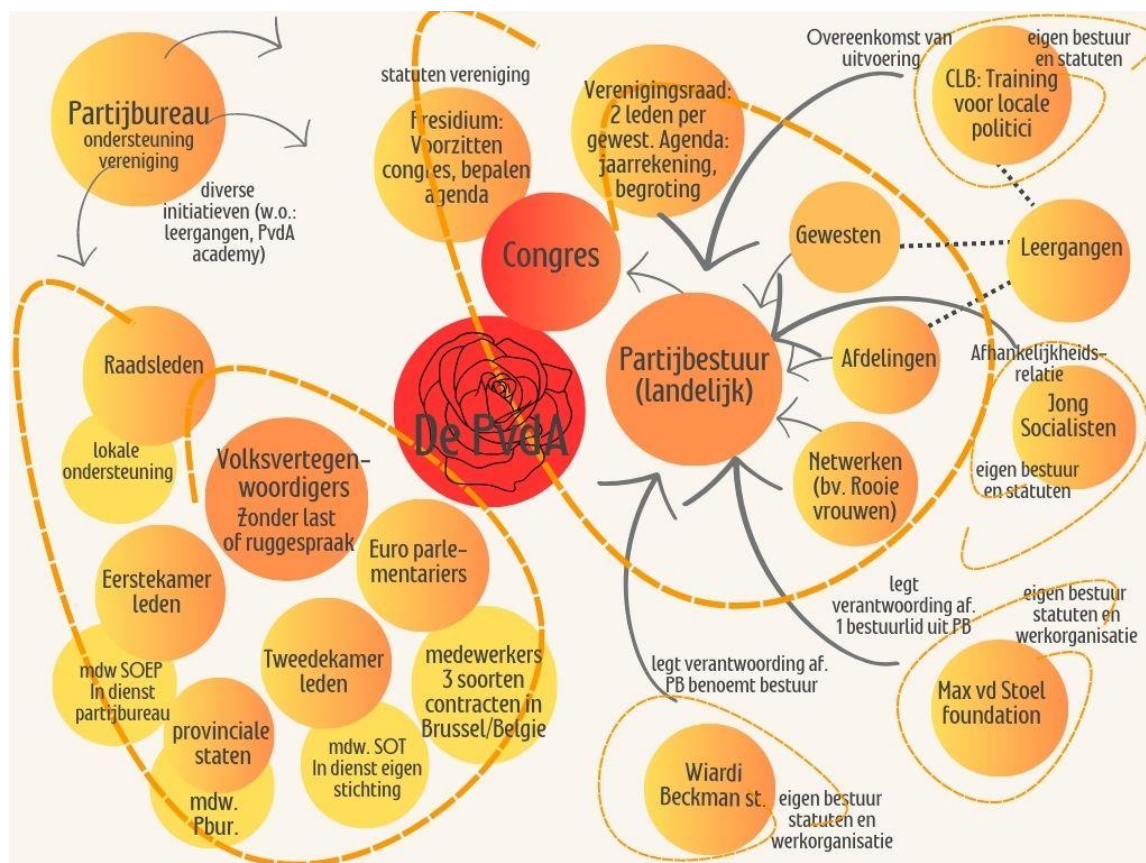 Partijbureau
ondersteuning
vereniging
diverse
initiatieven (w.o.:
leergangen, PvdA
academy)
statuten vereniging
Presidium:
Voorzitten
congres, bepalen
agenda
Verenigingsraad:
2 leden per
gewest. Agenda:
jaarrekening,
begroting
Overeenkomst van
uitvoering
eigen bestuur
en statuten
CLB: Training
voor locale
politici
Congres
Gewesten
Leergangen
De PvdA
Partijbestuur
(landelijk)
Afdelingen
Afhankelijkheids-
relatie
Jong
Socialisten
eigen bestuur
en statuten
Netwerken
(bv. Rooie
vrouwen)
Raadsleden
lokale
ondersteuning
Volksvertegen-
woordigers
Zonder last
of ruggespraak
Euro parle-
mentariers
Eerstekamer
leden
mdw SOEP
In dienst
partijbureau
Tweedekamer
leden
medewerkers
3 soorten
contracten in
Brussel/Belgie
provinciale
staten
mdw.
Pbur.
mdw. SOT
In dienst eigen
stichting
legt verantwoording af.
PB benoemt bestuur
legt
verantwoording af.
1 bestuurlid uit PB
eigen bestuur
statuten en
werkorganisatie
Max vd Stoel
foundation
Wiardi
Beckman st.
eigen bestuur
statuten en
werkorganisatie